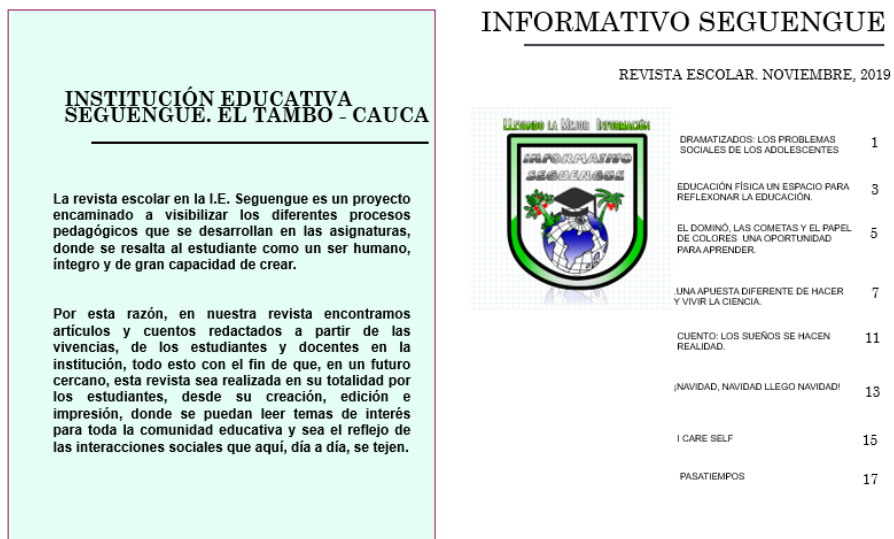 INSTITUCIÓN EDUCATIVA
SEGUENGUE. EL TAMBO - CAUCA
La revista escolar en la I.E. Seguengue es un proyecto
encaminado a visibilizar los diferentes procesos
pedagógicos que se desarrollan en las asignaturas,
donde se resalta al estudiante como un ser humano,
íntegro y de gran capacidad de crear.
Por esta razón, en nuestra revista encontramos
artículos y cuentos redactados a partir de las
vivencias, de los estudiantes y docentes en la
institución, todo esto con el fin de que, en un futuro
cercano, esta revista sea realizada en su totalidad por
los estudiantes, desde su creación, edición e
impresión, donde se puedan leer temas de interés
para toda la comunidad educativa y sea el reflejo de
las interacciones sociales que aquí, día a día, se tejen.
INFORMATIVO SEGUENGUE
REVISTA ESCOLAR. NOVIEMBRE, 2019
LLEVANDO LA MEJOR INFORMACIÓN
INFORMATIVO
SEGUENGUE
DRAMATIZADOS: LOS PROBLEMAS
SOCIALES DE LOS ADOLESCENTES 1
EDUCACIÓN FÍSICA UN ESPACIO PARA
REFLEXONAR LA EDUCACIÓN. 3
EL DOMINÓ, LAS COMETAS Y EL PAPEL
DE COLORES UNA OPORTUNIDAD 5
PARA APRENDER.
.UNA APUESTA DIFERENTE DE HACER 7
Y VIVIR LA CIENCIA.
CUENTO: LOS SUEÑOS SE HACEN 11
REALIDAD.
¡NAVIDAD, NAVIDAD LLEGO NAVIDAD! 13
I CARE SELF 15
PASATIEMPOS 17